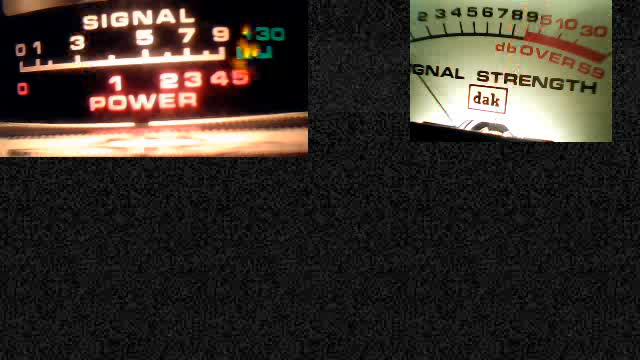 SIGNAL
0 1 3 5 7 9 +30
0 1 2 3 4 5
POWER
2 3 4 5 6 7 8 9 5 10 30
db OVER S9
GNAL STRENGTH
dak